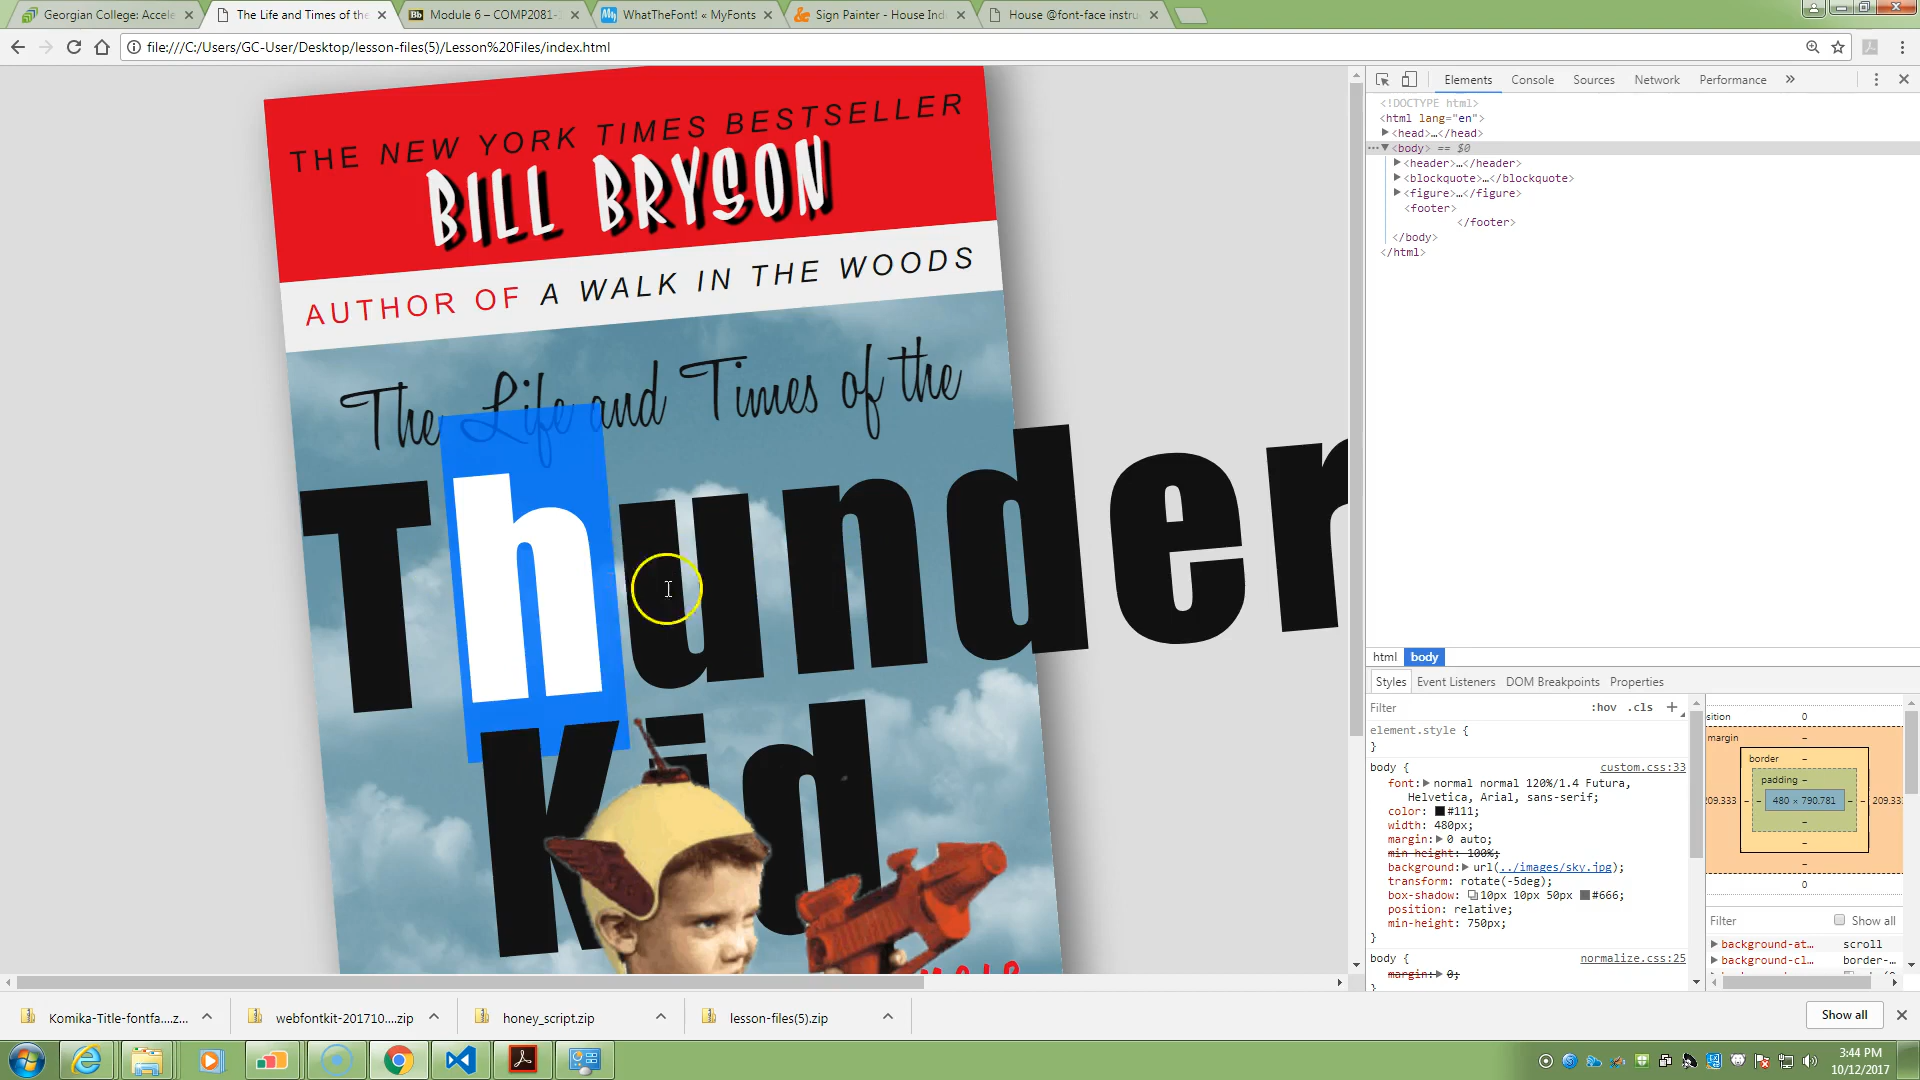 Georgian College: Accele
The Life and Times of the
Module 6 – COMP2081-
WhatTheFont! « MyFonts
Sign Painter - House Ind
House @font-face instru
file:///C:/Users/GC-User/Desktop/lesson-files(5)/Lesson%20Files/index.html
THE NEW YORK TIMES BESTSELLER
BILL BRYSON
AUTHOR OF A WALK IN THE WOODS
The Life and Times of the
Thunder
Kid
Elements
Console
Sources
Network
Performance
»
<!DOCTYPE html>
<html lang="en">
<head>…</head>
<body> == $0
<header>…</header>
<blockquote>…</blockquote>
<figure>…</figure>
<footer>
</footer>
</body>
</html>
html body
Styles Event Listeners DOM Breakpoints Properties
Filter :hov .cls +
element.style {
}
body { custom.css:33
font: normal normal 120%/1.4 Futura,
Helvetica, Arial, sans-serif;
color: #111;
width: 480px;
margin: 0 auto;
min-height: 100%;
background: url(../images/sky.jpg);
transform: rotate(-5deg);
box-shadow: 10px 10px 50px #666;
position: relative;
min-height: 750px;
}
body { normalize.css:25
margin: 0;
}
sition 0
margin –
border –
padding –
209.333 – – 480 × 790.781 – – 209.333
–
–
–
0
Filter Show all
background-at… scroll
background-cl… border-…
Komika-Title-fontfa....z...
webfontkit-201710....zip
honey_script.zip
lesson-files(5).zip
Show all
3:44 PM
10/12/2017